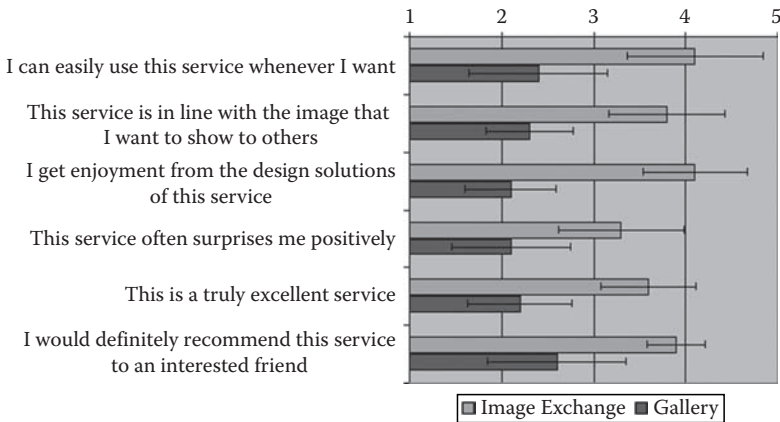 1 2 3 4 5
I can easily use this service whenever I want
This service is in line with the image that
I want to show to others
I get enjoyment from the design solutions
of this service
This service often surprises me positively
This is a truly excellent service
I would definitely recommend this service
to an interested friend
Image Exchange Gallery